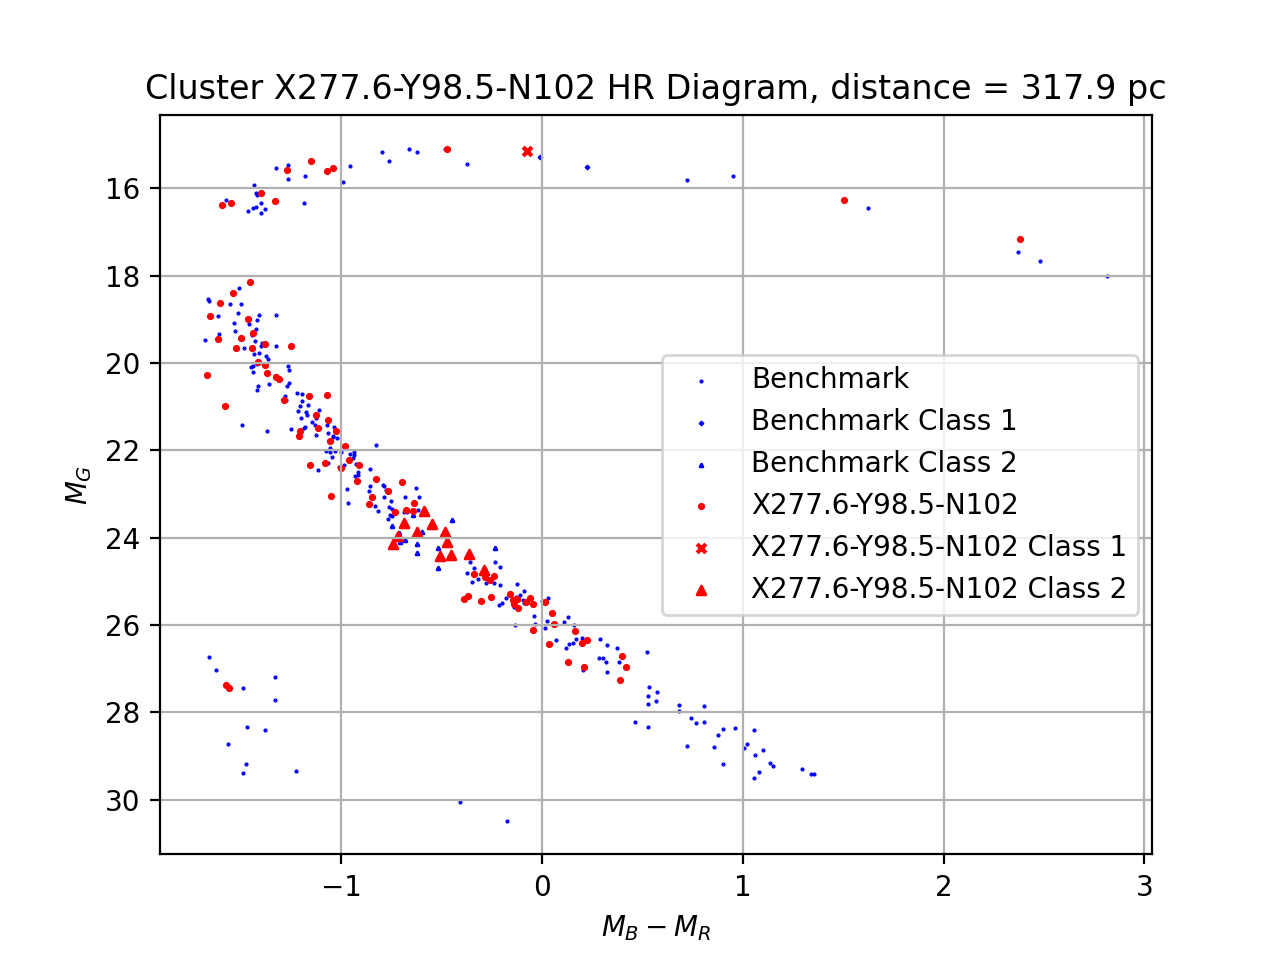 Cluster X277.6-Y98.5-N102 HR Diagram, distance = 317.9 pc
16
18
20
22
24
26
28
30
M_G
Benchmark
Benchmark Class 1
Benchmark Class 2
X277.6-Y98.5-N102
X277.6-Y98.5-N102 Class 1
X277.6-Y98.5-N102 Class 2
−1 0 1 2 3
M_B − M_R